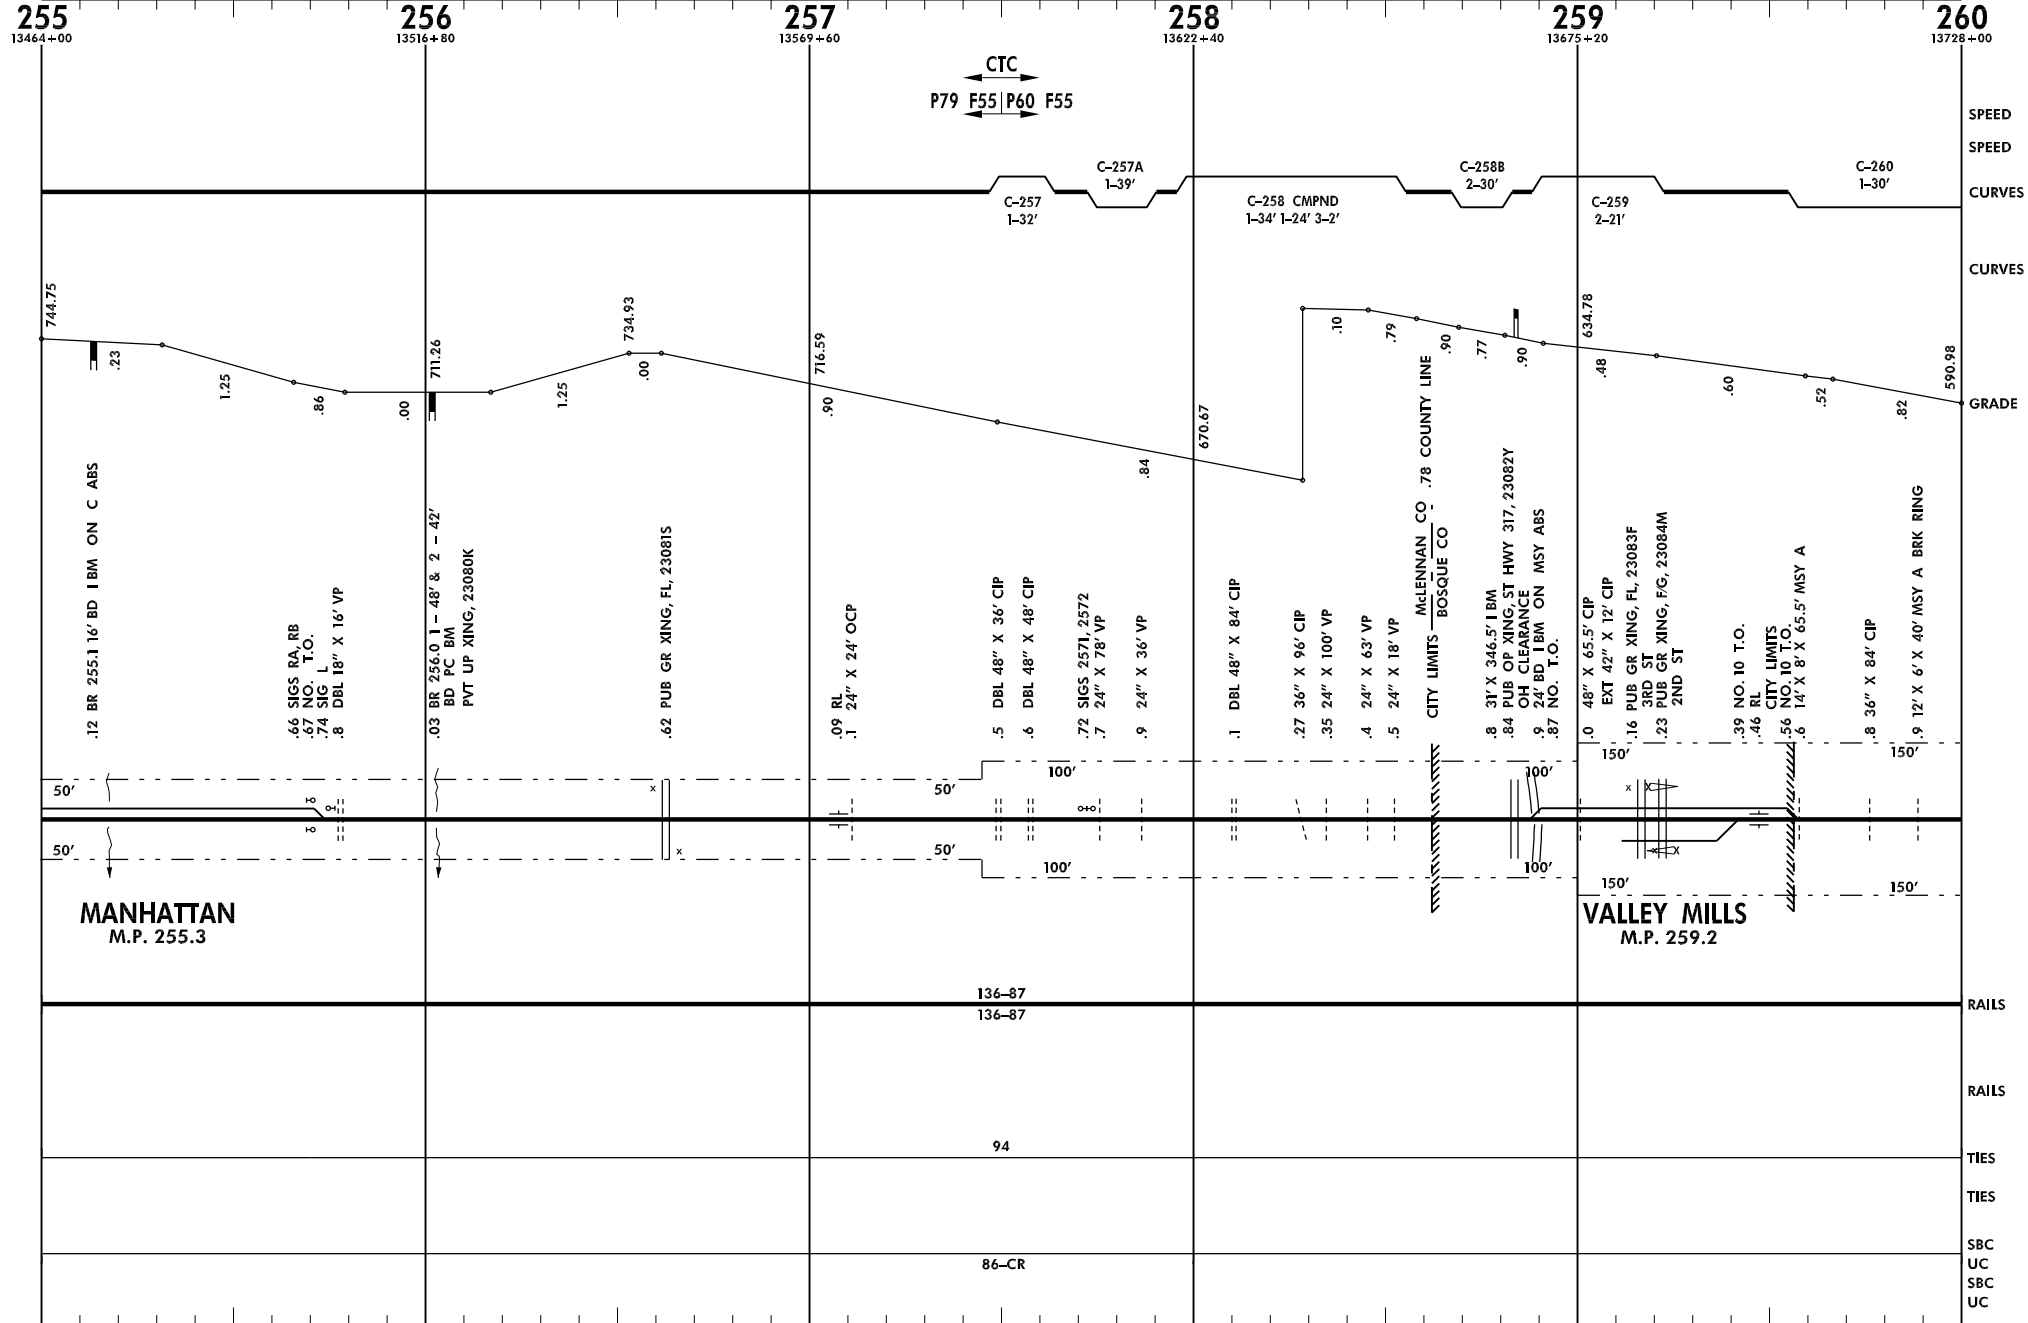 255 256 257 258 259 260
13464+00 13516+80 13569+60 13622+40 13675+20 13728+00
CTC
P79 F55 P60 F55
SPEED
SPEED
C–257A
1–39'
C–258B
2–30'
C–260
1–30'
CURVES
C–257
1–32'
C–258 CMPND
1–34' 1–24' 3–2'
C–259
2–21'
CURVES
744.75
.23
1.25
.86
.00
711.26
1.25
734.93
.00
716.59
.90
.84
670.67
.10
.79
.90
.77
.90
634.78
.48
.60
.52
.82
590.98
GRADE
.12 BR 255.1 16' BD I BM ON C ABS
.66 SIGS RA, RB
.67 NO. T.O.
.74 SIG L
.8 DBL 18" X 16' VP
.03 BR 256.0 1 – 48' & 2 – 42'
BD PC BM
PVT UP XING, 23080K
.62 PUB GR XING, FL, 23081S
.09 RL
.1 24" X 24' OCP
.5 DBL 48" X 36' CIP
.6 DBL 48" X 48' CIP
.72 SIGS 2571, 2572
.7 24" X 78' VP
.9 24" X 36' VP
.1 DBL 48" X 84' CIP
.27 36" X 96' CIP
.35 24" X 100' VP
.4 24" X 63' VP
.5 24" X 18' VP
McLENNAN CO
.78 COUNTY LINE
CITY LIMITS
BOSQUE CO
.8 31' X 346.5' I BM
.84 PUB OP XING, ST HWY 317, 23082Y
OH CLEARANCE
.9 24' BD I BM ON MSY ABS
.87 NO. T.O.
.0 48" X 65.5' CIP
EXT 42" X 12' CIP
.16 PUB GR XING, FL, 23083F
3RD ST
.23 PUB GR XING, F/G, 23084M
2ND ST
.39 NO. 10 T.O.
.46 RL
CITY LIMITS
.56 NO. 10 T.O.
.6 14' X 8' X 65.5' MSY A
.8 36" X 84' CIP
.9 12' X 6' X 40' MSY A BRK RING
50' 50' 100' 100' 150' 150'
50' 50' 100' 100' 150' 150'
MANHATTAN
M.P. 255.3
VALLEY MILLS
M.P. 259.2
136–87
RAILS
136–87
RAILS
94
TIES
TIES
SBC
86–CR
UC
SBC
UC